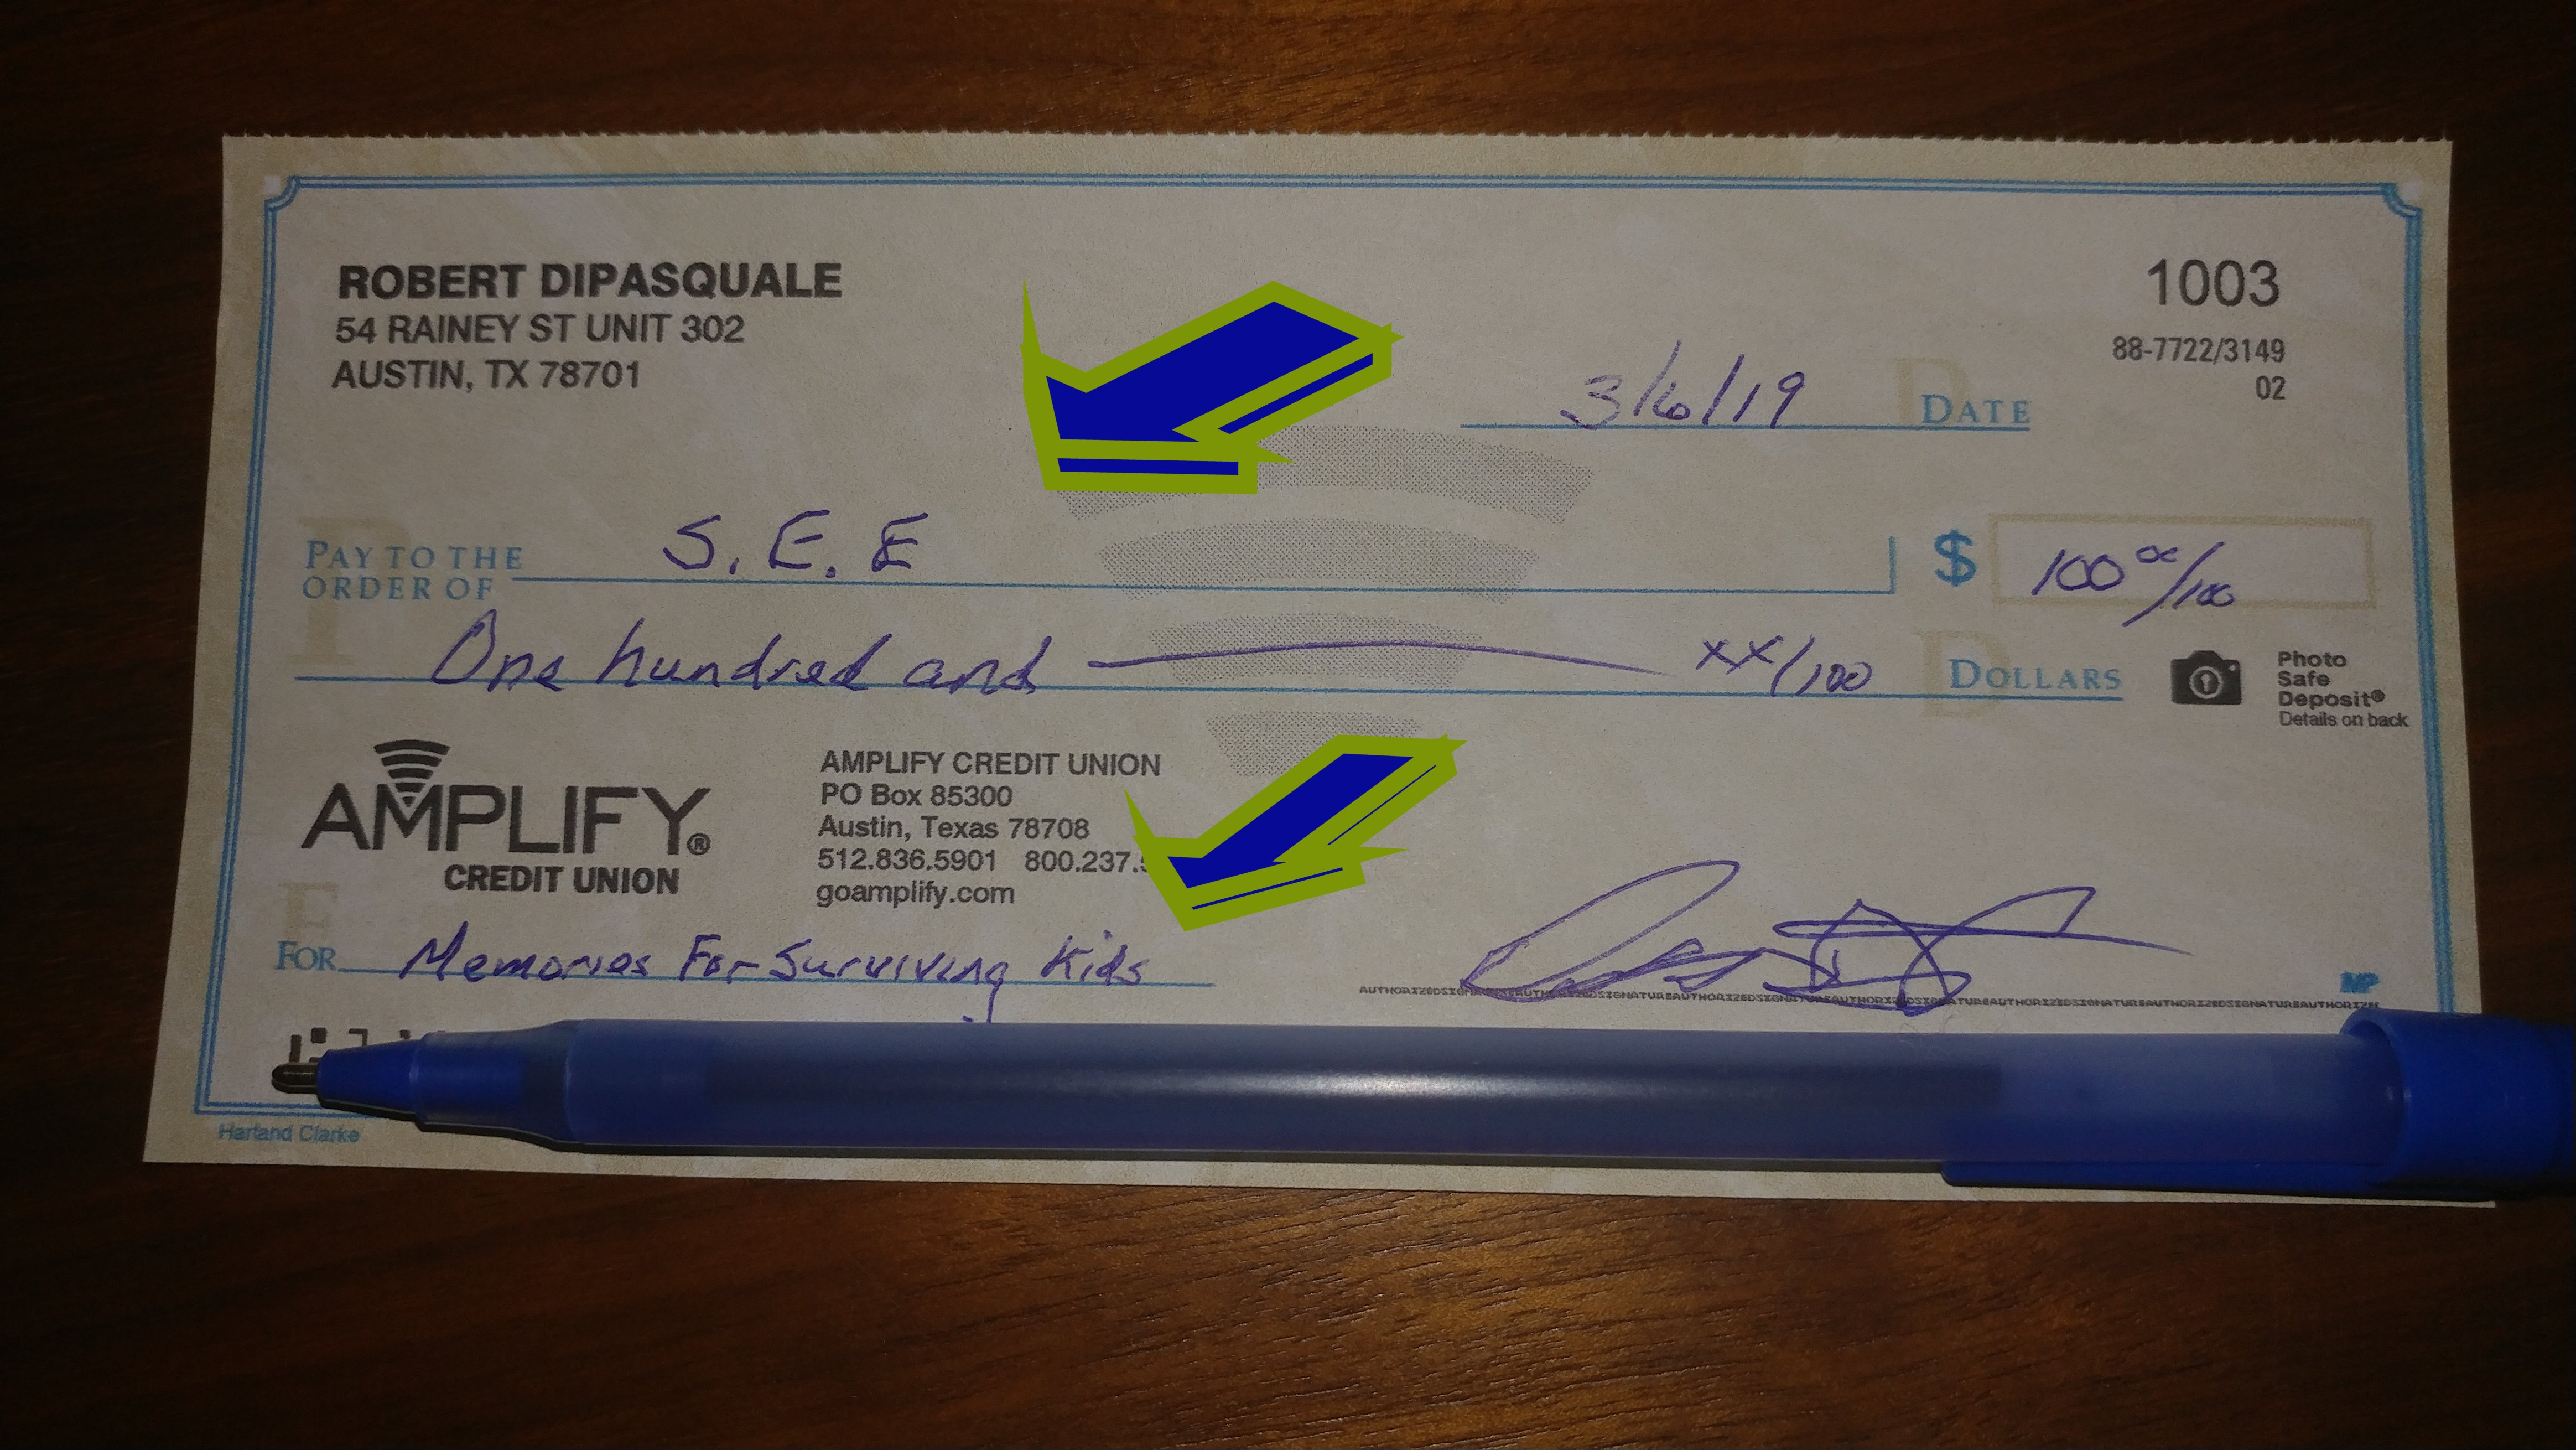 ROBERT DIPASQUALE
54 RAINEY ST UNIT 302
AUSTIN, TX 78701
1003
88-7722/3149
02
3/6/19 DATE
PAY TO THE
ORDER OF S. E. E $ 100 00/100
One hundred and xx/100 DOLLARS
Photo
Safe
Deposit®
Details on back
AMPLIFY®
CREDIT UNION
AMPLIFY CREDIT UNION
PO Box 85300
Austin, Texas 78708
512.836.5901 800.237.
goamplify.com
FOR Memories For Surviving Kids
MP
Harland Clarke